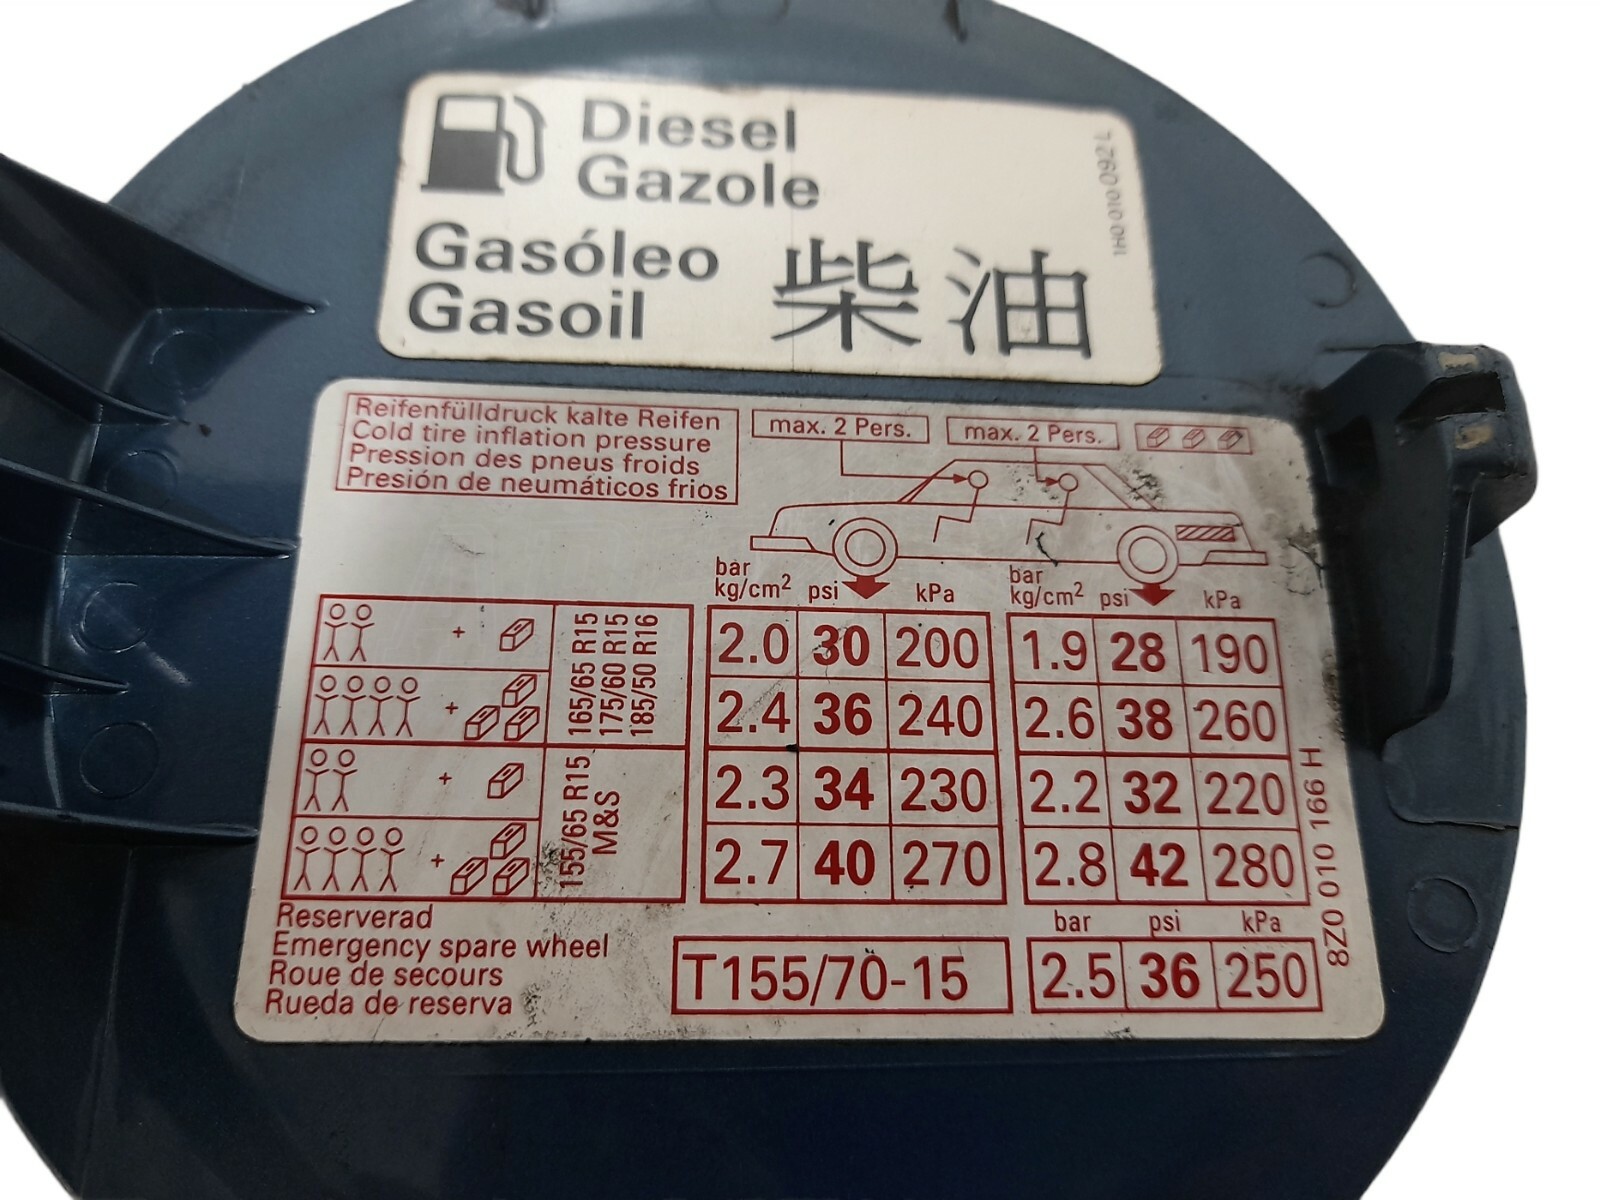 Diesel
Gazole
Gasóleo
Gasoil
柴油
1H0 010 092 L
Reifenfülldruck kalte Reifen
Cold tire inflation pressure
Pression des pneus froids
Presión de neumáticos frios
max. 2 Pers.
max. 2 Pers.
bar
kg/cm² psi kPa
bar
kg/cm² psi kPa
+
165/65 R15
175/60 R15
185/50 R16
2.0 30 200 1.9 28 190
+
2.4 36 240 2.6 38 260
+
155/65 R15
M&S
2.3 34 230 2.2 32 220
+
2.7 40 270 2.8 42 280
Reserverad
Emergency spare wheel
Roue de secours
Rueda de reserva
T155/70-15
bar psi kPa
2.5 36 250
8Z0 010 166 H